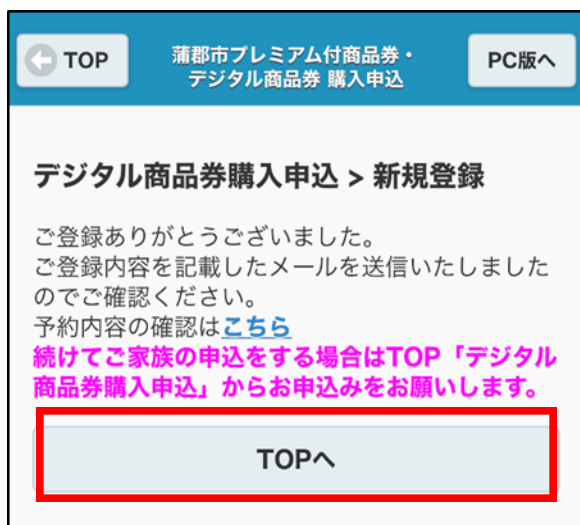 TOP
蒲郡市プレミアム付商品券・
デジタル商品券 購入申込
PC版へ
デジタル商品券購入申込 > 新規登録
ご登録ありがとうございました。
ご登録内容を記載したメールを送信いたしました
のでご確認ください。
予約内容の確認はこちら
続けてご家族の申込をする場合はTOP「デジタル
商品券購入申込」からお申込みをお願いします。
TOPへ